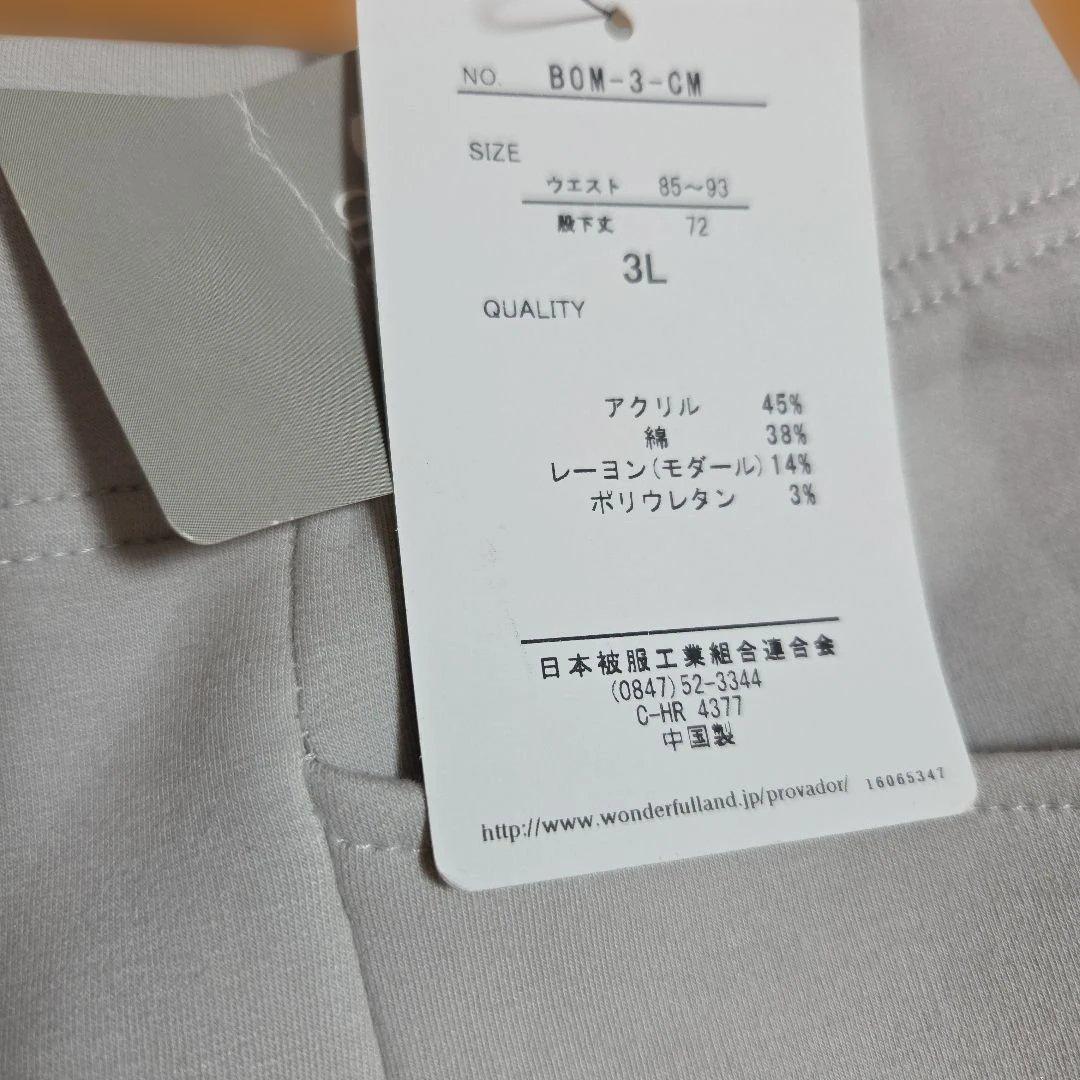 NO. BOM-3-CM
SIZE
ウエスト 85～93
股下丈 72
3L
QUALITY
アクリル 45%
綿 38%
レーヨン(モダール) 14%
ポリウレタン 3%
日本被服工業組合連合会
(0847)52-3344
C-HR 4377
中国製
http://www.wonderfulland.jp/provador/ 16065347